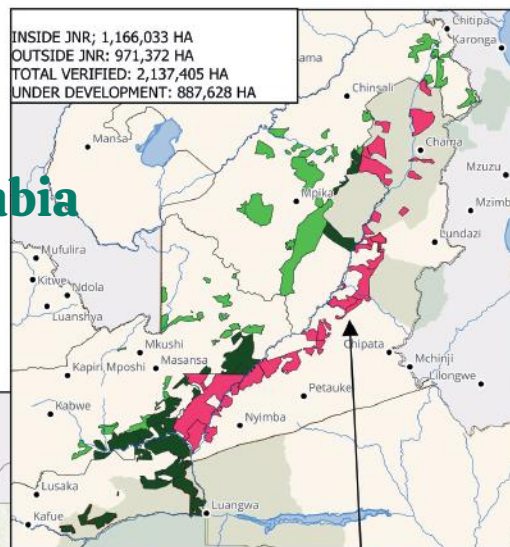 INSIDE JNR; 1,166,033 HA
OUTSIDE JNR: 971,372 HA
TOTAL VERIFIED: 2,137,405 HA
UNDER DEVELOPMENT: 887,628 HA
Chitipa
Karonga
ama
Chinsali
Mansa
Chama
Mzuzu
abia
Mpika
Mzimb
Lundazi
Mufulira
Kitwe
Ndola
Luanshya
Mkushi
Chipata
Kapiri Mposhi
Masansa
Mchinji
Lilongwe
Petauke
Kabwe
Nyimba
Lusaka
Luangwa
Kafue